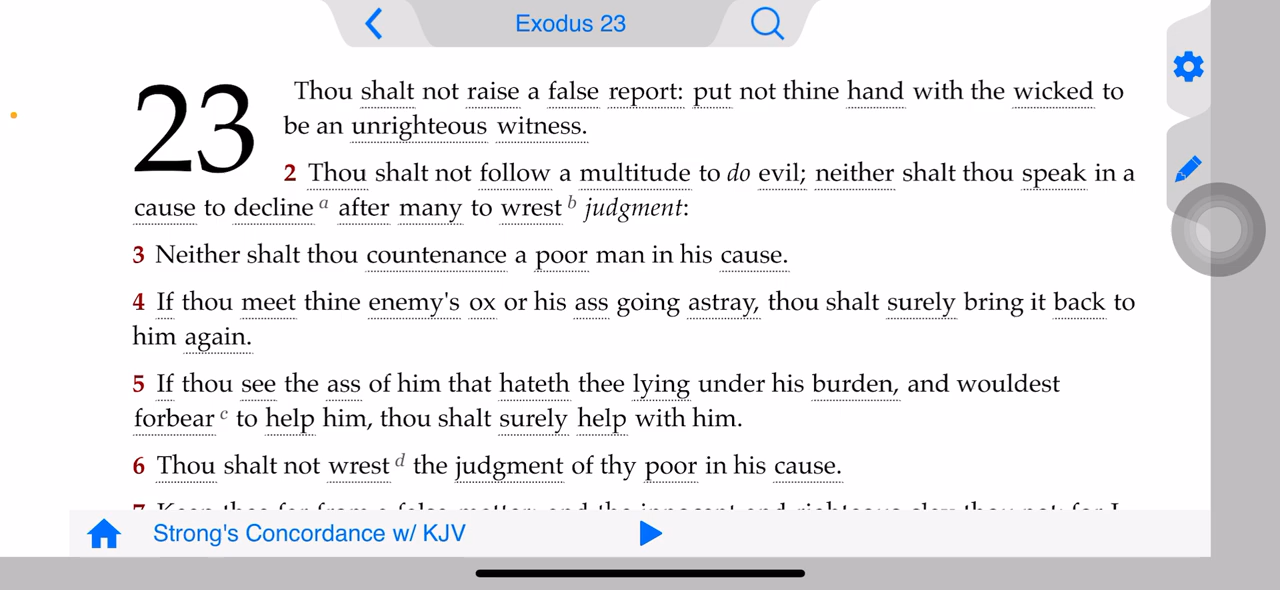 Exodus 23
23 Thou shalt not raise a false report: put not thine hand with the wicked to
be an unrighteous witness.
2 Thou shalt not follow a multitude to do evil; neither shalt thou speak in a
cause to decline a after many to wrest b judgment:
3 Neither shalt thou countenance a poor man in his cause.
4 If thou meet thine enemy's ox or his ass going astray, thou shalt surely bring it back to
him again.
5 If thou see the ass of him that hateth thee lying under his burden, and wouldest
forbear c to help him, thou shalt surely help with him.
6 Thou shalt not wrest d the judgment of thy poor in his cause.
Strong's Concordance w/ KJV